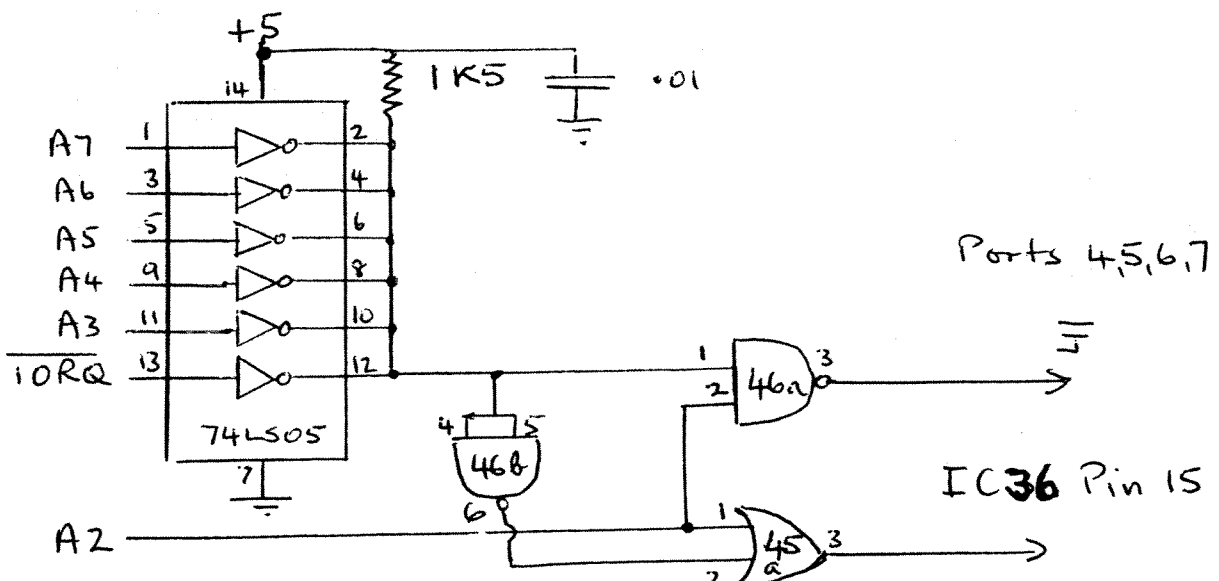 +5
14
1K5
.01
A7 1 2
A6 3 4
A5 5 6
A4 9 8
A3 11 10
IORQ 13 12
74LS05
7
Ports 4,5,6,7
1
2
46a
3
4
5
46b
6
IC36 Pin 15
A2
1
2
45
a
3